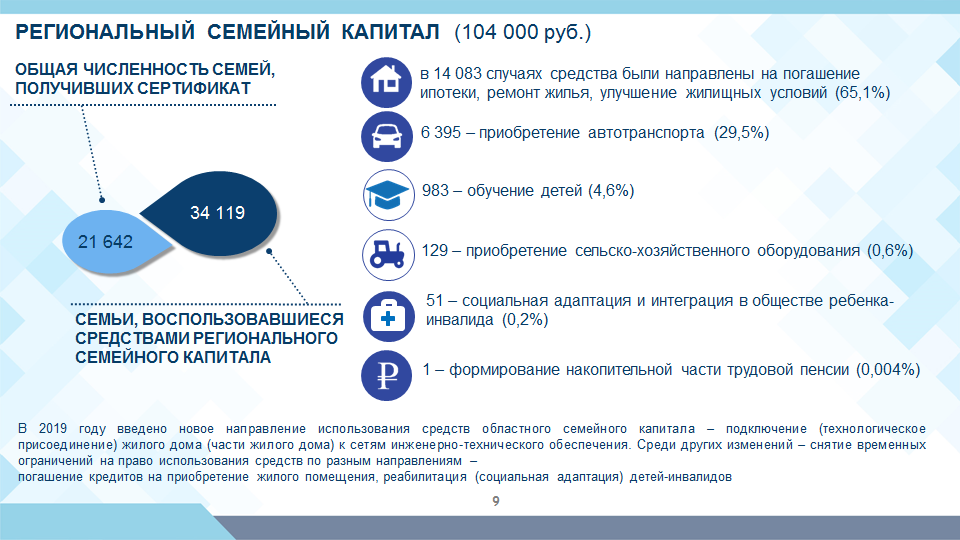 РЕГИОНАЛЬНЫЙ СЕМЕЙНЫЙ КАПИТАЛ (104 000 руб.)
ОБЩАЯ ЧИСЛЕННОСТЬ СЕМЕЙ,
ПОЛУЧИВШИХ СЕРТИФИКАТ
34 119
21 642
СЕМЬИ, ВОСПОЛЬЗОВАВШИЕСЯ
СРЕДСТВАМИ РЕГИОНАЛЬНОГО
СЕМЕЙНОГО КАПИТАЛА
в 14 083 случаях средства были направлены на погашение
ипотеки, ремонт жилья, улучшение жилищных условий (65,1%)
6 395 – приобретение автотранспорта (29,5%)
983 – обучение детей (4,6%)
129 – приобретение сельско-хозяйственного оборудования (0,6%)
51 – социальная адаптация и интеграция в обществе ребенка-
инвалида (0,2%)
1 – формирование накопительной части трудовой пенсии (0,004%)
В 2019 году введено новое направление использования средств областного семейного капитала – подключение (технологическое
присоединение) жилого дома (части жилого дома) к сетям инженерно-технического обеспечения. Среди других изменений – снятие временных
ограничений на право использования средств по разным направлениям –
погашение кредитов на приобретение жилого помещения, реабилитация (социальная адаптация) детей-инвалидов
9